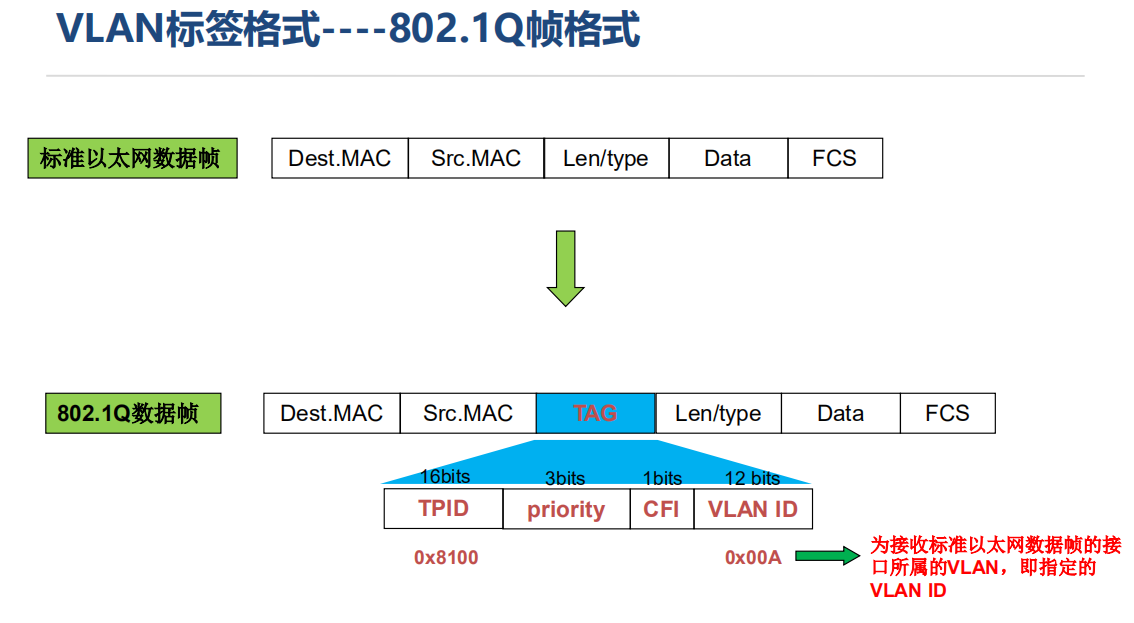 VLAN标签格式----802.1Q帧格式
标准以太网数据帧 Dest.MAC Src.MAC Len/type Data FCS
802.1Q数据帧 Dest.MAC Src.MAC TAG Len/type Data FCS
16bits 3bits 1bits 12 bits
TPID priority CFI VLAN ID
0x8100 0x00A
为接收标准以太网数据帧的接
口所属的VLAN，即指定的
VLAN ID